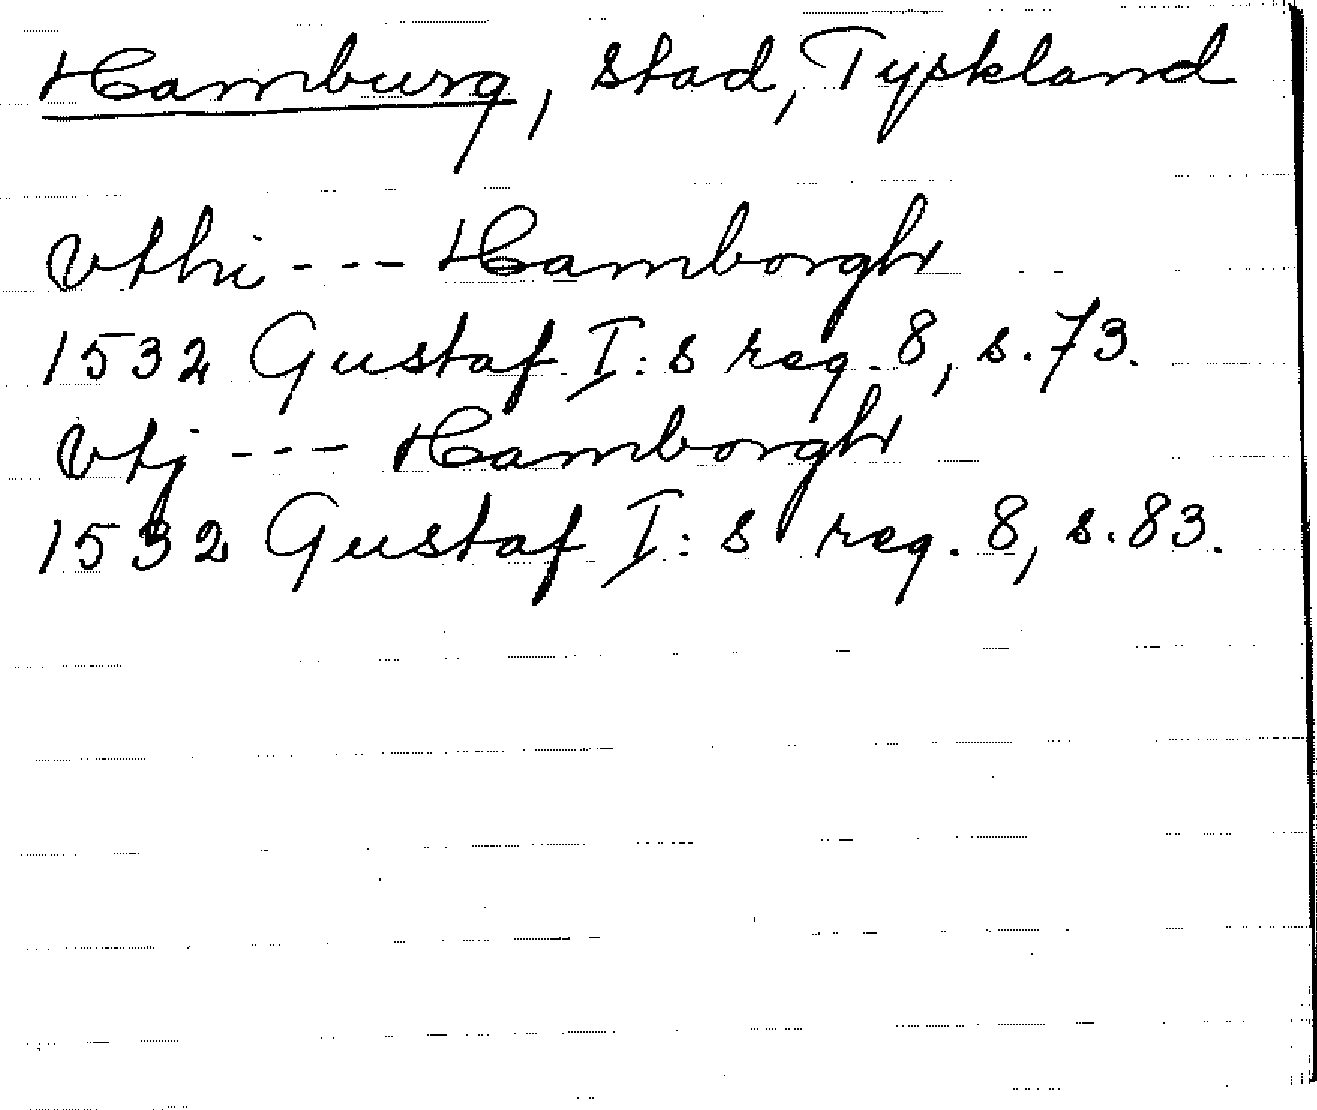 Hamburg, stad, Tyskland
vthi --- Hamborgh
1532 Gustaf I:s reg. 8, s. 73.
vtj --- Hamborgh
1532 Gustaf I:s reg. 8, s. 83.